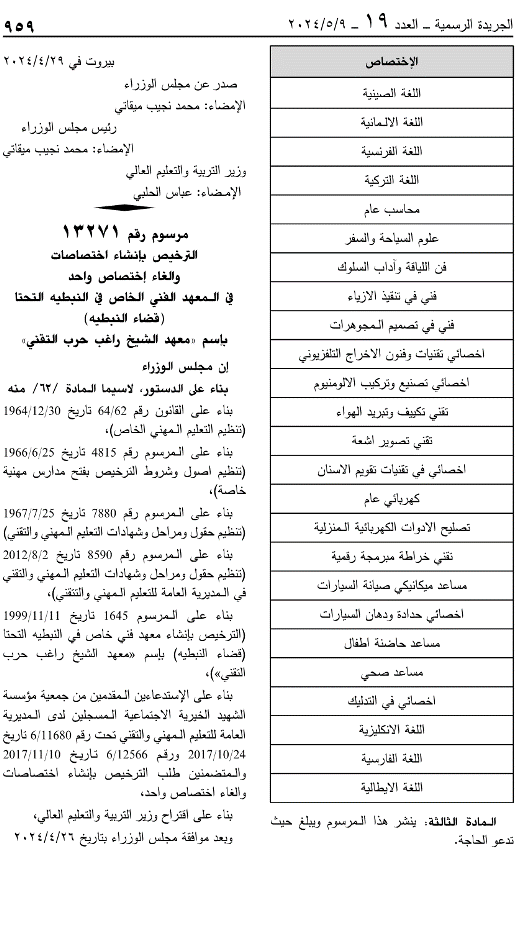 الجريدة الرسمية ــ العدد ١٩ ــ ٢٠٢٤/٥/٩
٩٥٩
الإختصاص
اللغة الصينية
اللغة الالمانية
اللغة الفرنسية
اللغة التركية
محاسب عام
علوم السياحة والسفر
فن اللياقة وآداب السلوك
فني في تنفيذ الازياء
فني في تصميم المجوهرات
اخصائي تقنيات وفنون الاخراج التلفزيوني
اخصائي تصنيع وتركيب الالومنيوم
تقني تكييف وتبريد الهواء
تقني تصوير اشعة
اخصائي في تقنيات تقويم الاسنان
كهربائي عام
تصليح الادوات الكهربائية المنزلية
تقني خراطة مبرمجة رقمية
مساعد ميكانيكي صيانة السيارات
اخصائي حدادة ودهان السيارات
مساعد حاضنة اطفال
مساعد صحي
اخصائي في التدليك
اللغة الانكليزية
اللغة الفارسية
اللغة الايطالية
المادة الثالثة: ينشر هذا المرسوم ويبلغ حيث
تدعو الحاجة.
بيروت في ٢٠٢٤/٤/٢٩
صدر عن مجلس الوزراء
الإمضاء: محمد نجيب ميقاتي
رئيس مجلس الوزراء
الإمضاء: محمد نجيب ميقاتي
وزير التربية والتعليم العالي
الإمضاء: عباس الحلبي
مرسوم رقم ١٣٢٧١
الترخيص بإنشاء اختصاصات
والغاء إختصاص واحد
في المعهد الفني الخاص في النبطيه التحتا
(قضاء النبطيه)
بإسم «معهد الشيخ راغب حرب التقني»
إن مجلس الوزراء
بناء على الدستور، لاسيما المادة /٦٢/ منه
بناء على القانون رقم 64/62 تاريخ 1964/12/30
(تنظيم التعليم المهني الخاص)،
بناء على المرسوم رقم 4815 تاريخ 1966/6/25
(تنظيم اصول وشروط الترخيص بفتح مدارس مهنية
خاصة)،
بناء على المرسوم رقم 7880 تاريخ 1967/7/25
(تنظيم حقول ومراحل وشهادات التعليم المهني والتقني)
بناء على المرسوم رقم 8590 تاريخ 2012/8/2
(تنظيم حقول ومراحل وشهادات التعليم المهني والتقني
في المديرية العامة للتعليم المهني والتتقني)،
بناء على المرسوم 1645 تاريخ 1999/11/11
(الترخيص بإنشاء معهد فني خاص في النبطيه التحتا
(قضاء النبطيه) بإسم «معهد الشيخ راغب حرب
التقني»)،
بناء على الإستدعاءين المقدمين من جمعية مؤسسة
الشهيد الخيرية الاجتماعية المسجلين لدى المديرية
العامة للتعليم المهني والتقني تحت رقم 6/11680 تاريخ
2017/10/24 ورقم 6/12566 تاريخ 2017/11/10
والمتضمنين طلب الترخيص بإنشاء اختصاصات
والغاء اختصاص واحد،
بناء على اقتراح وزير التربية والتعليم العالي،
وبعد موافقة مجلس الوزراء بتاريخ ٢٠٢٤/٤/٢٦